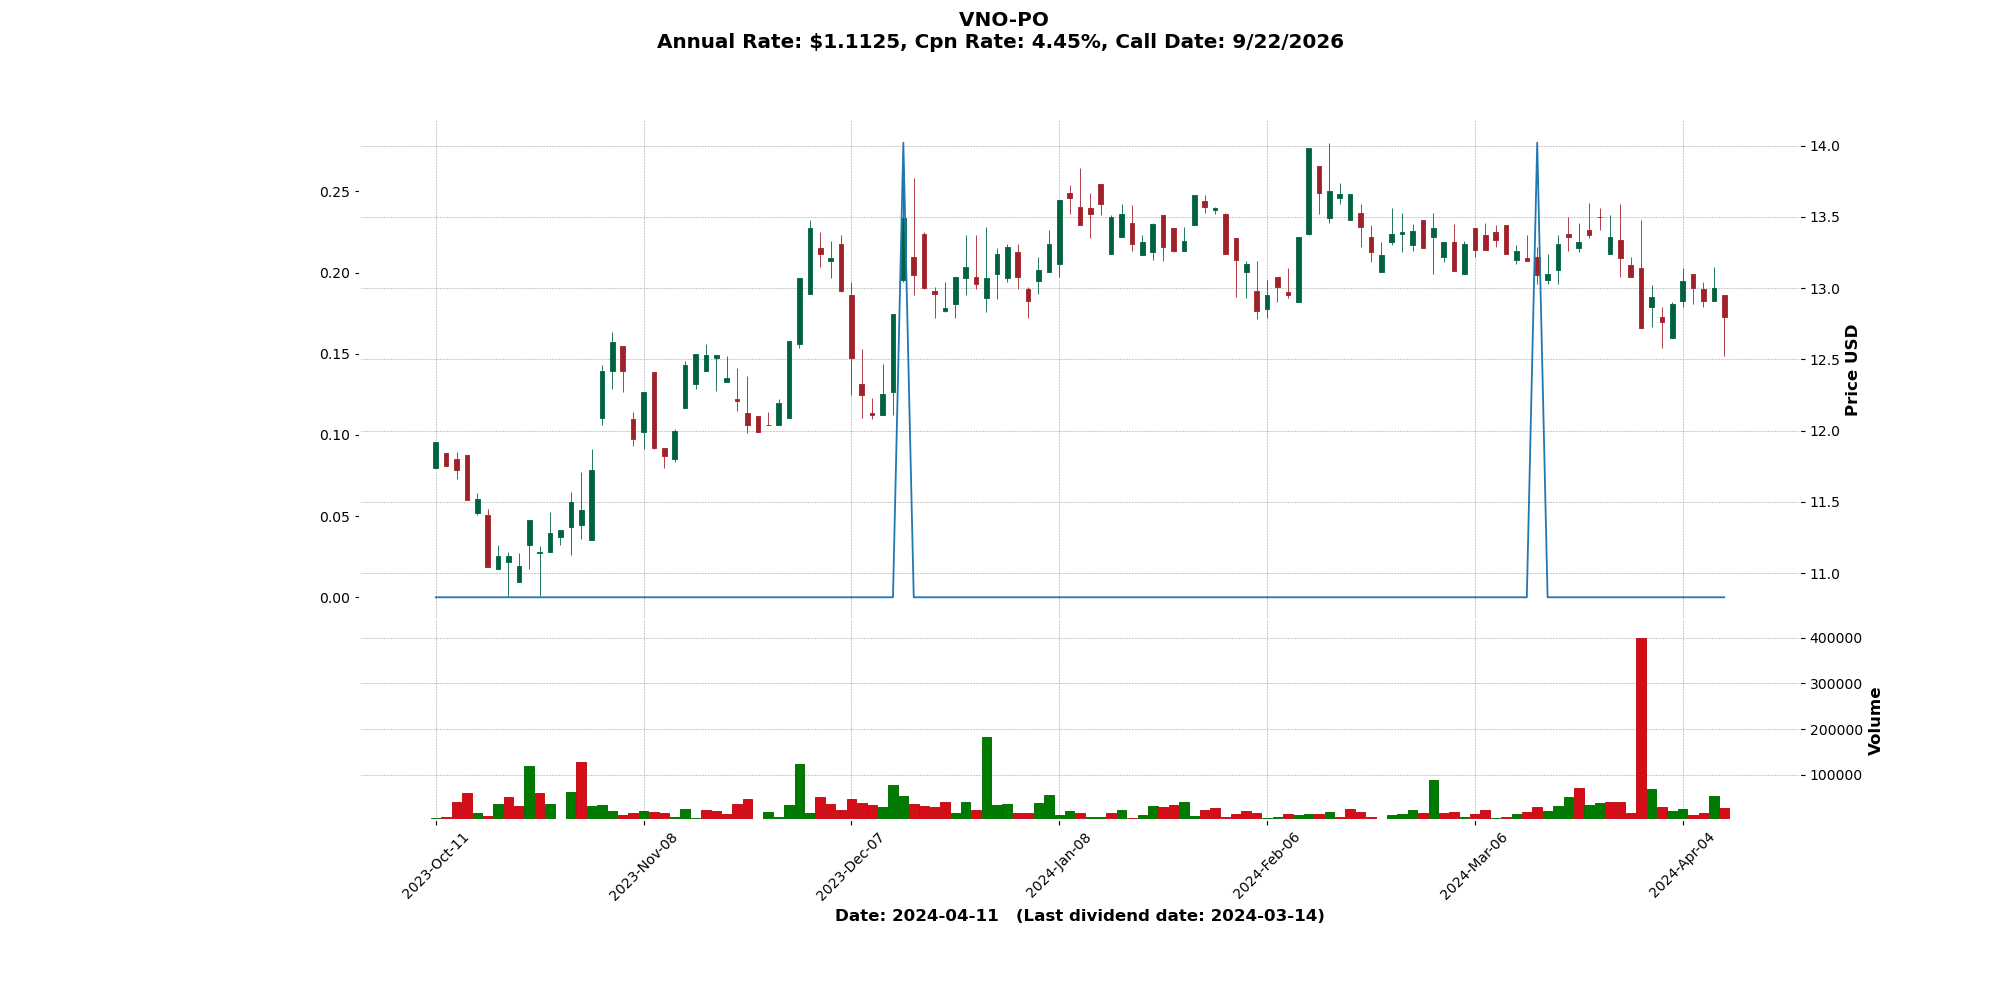 VNO-PO
Annual Rate: $1.1125, Cpn Rate: 4.45%, Call Date: 9/22/2026
0.25
0.20
0.15
0.10
0.05
0.00
14.0
13.5
13.0
12.5
12.0
11.5
11.0
Price USD
400000
300000
200000
100000
Volume
2023-Oct-11
2023-Nov-08
2023-Dec-07
2024-Jan-08
2024-Feb-06
2024-Mar-06
2024-Apr-04
Date: 2024-04-11 (Last dividend date: 2024-03-14)